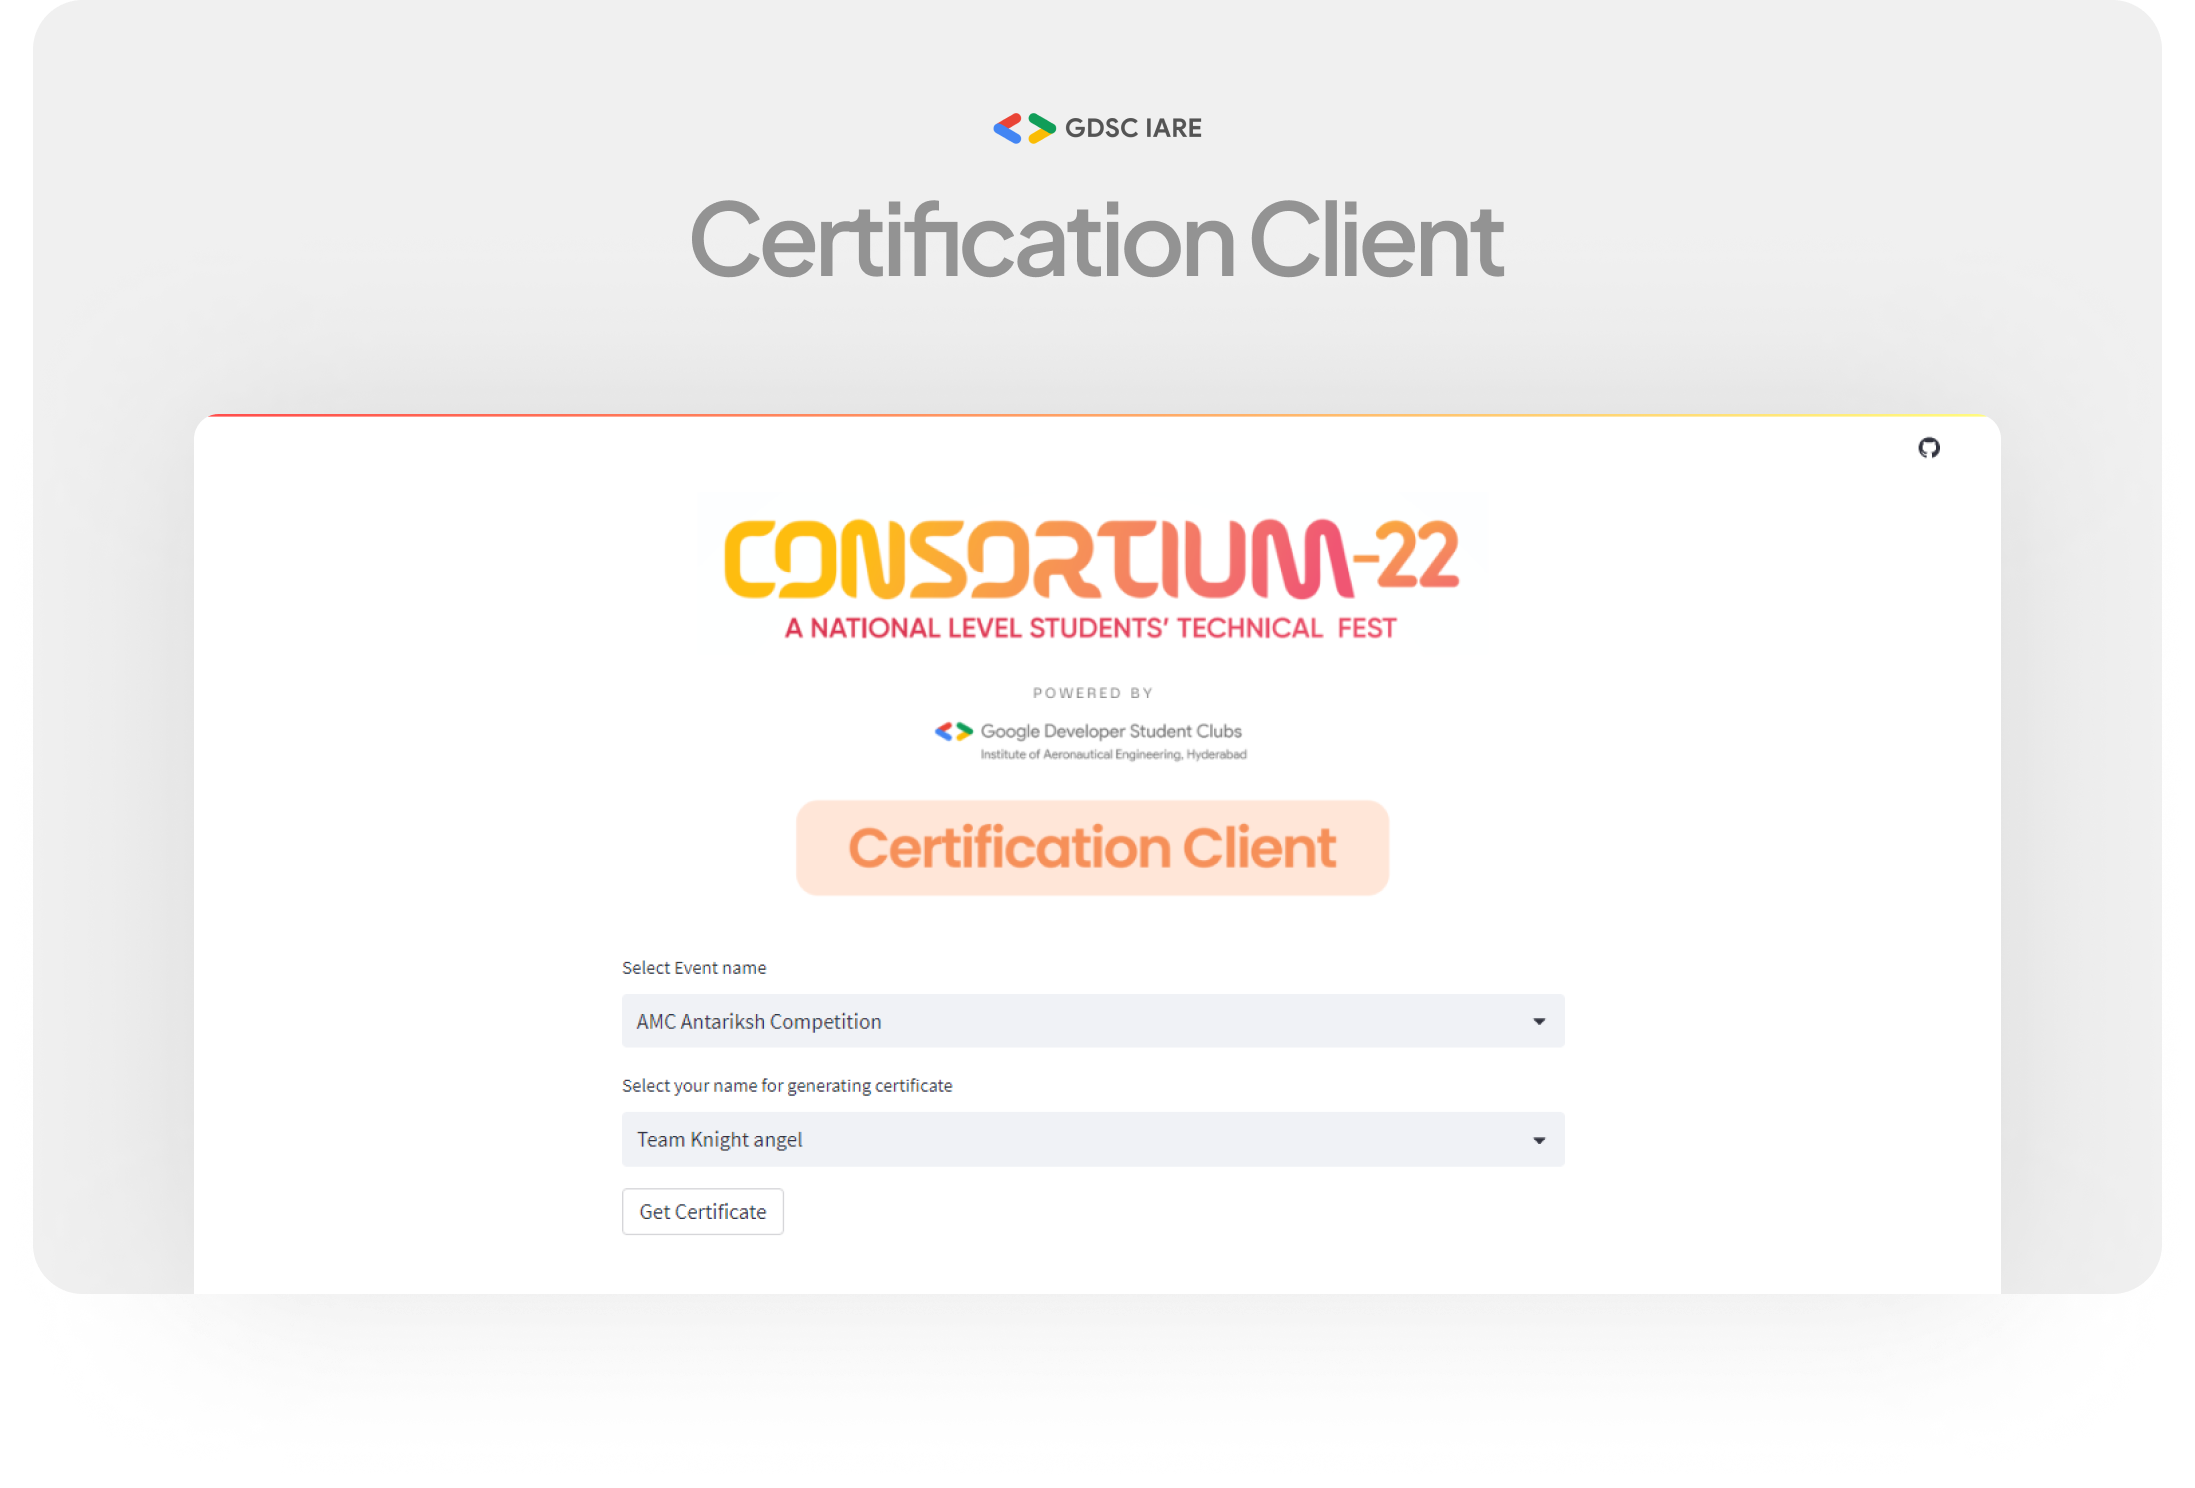 GDSC IARE
Certification Client
CONSORTIUM-22
A NATIONAL LEVEL STUDENTS' TECHNICAL FEST
POWERED BY
Google Developer Student Clubs
Institute of Aeronautical Engineering, Hyderabad
Certification Client
Select Event name
AMC Antariksh Competition
Select your name for generating certificate
Team Knight angel
Get Certificate